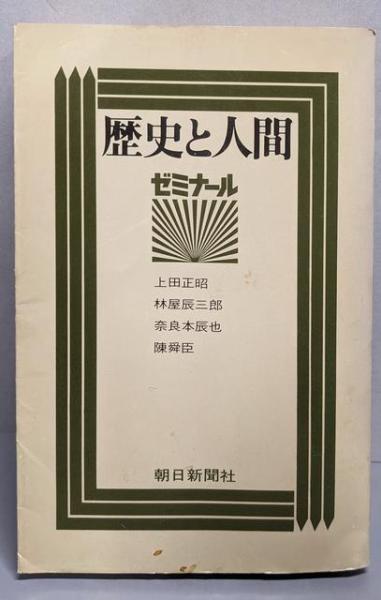 歴史と人間
ゼミナール
上田正昭
林屋辰三郎
奈良本辰也
陳舜臣
朝日新聞社